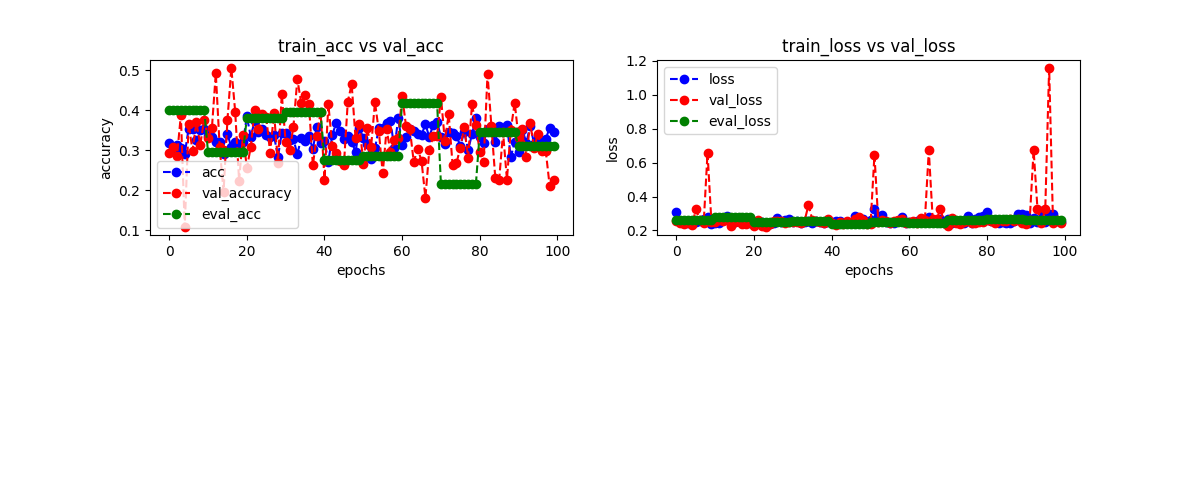 train_acc vs val_acc
accuracy
0.5
0.4
0.3
0.2
0.1
acc
val_accuracy
eval_acc
0 20 40 60 80 100
epochs
train_loss vs val_loss
loss
1.2
1.0
0.8
0.6
0.4
0.2
loss
val_loss
eval_loss
0 20 40 60 80 100
epochs